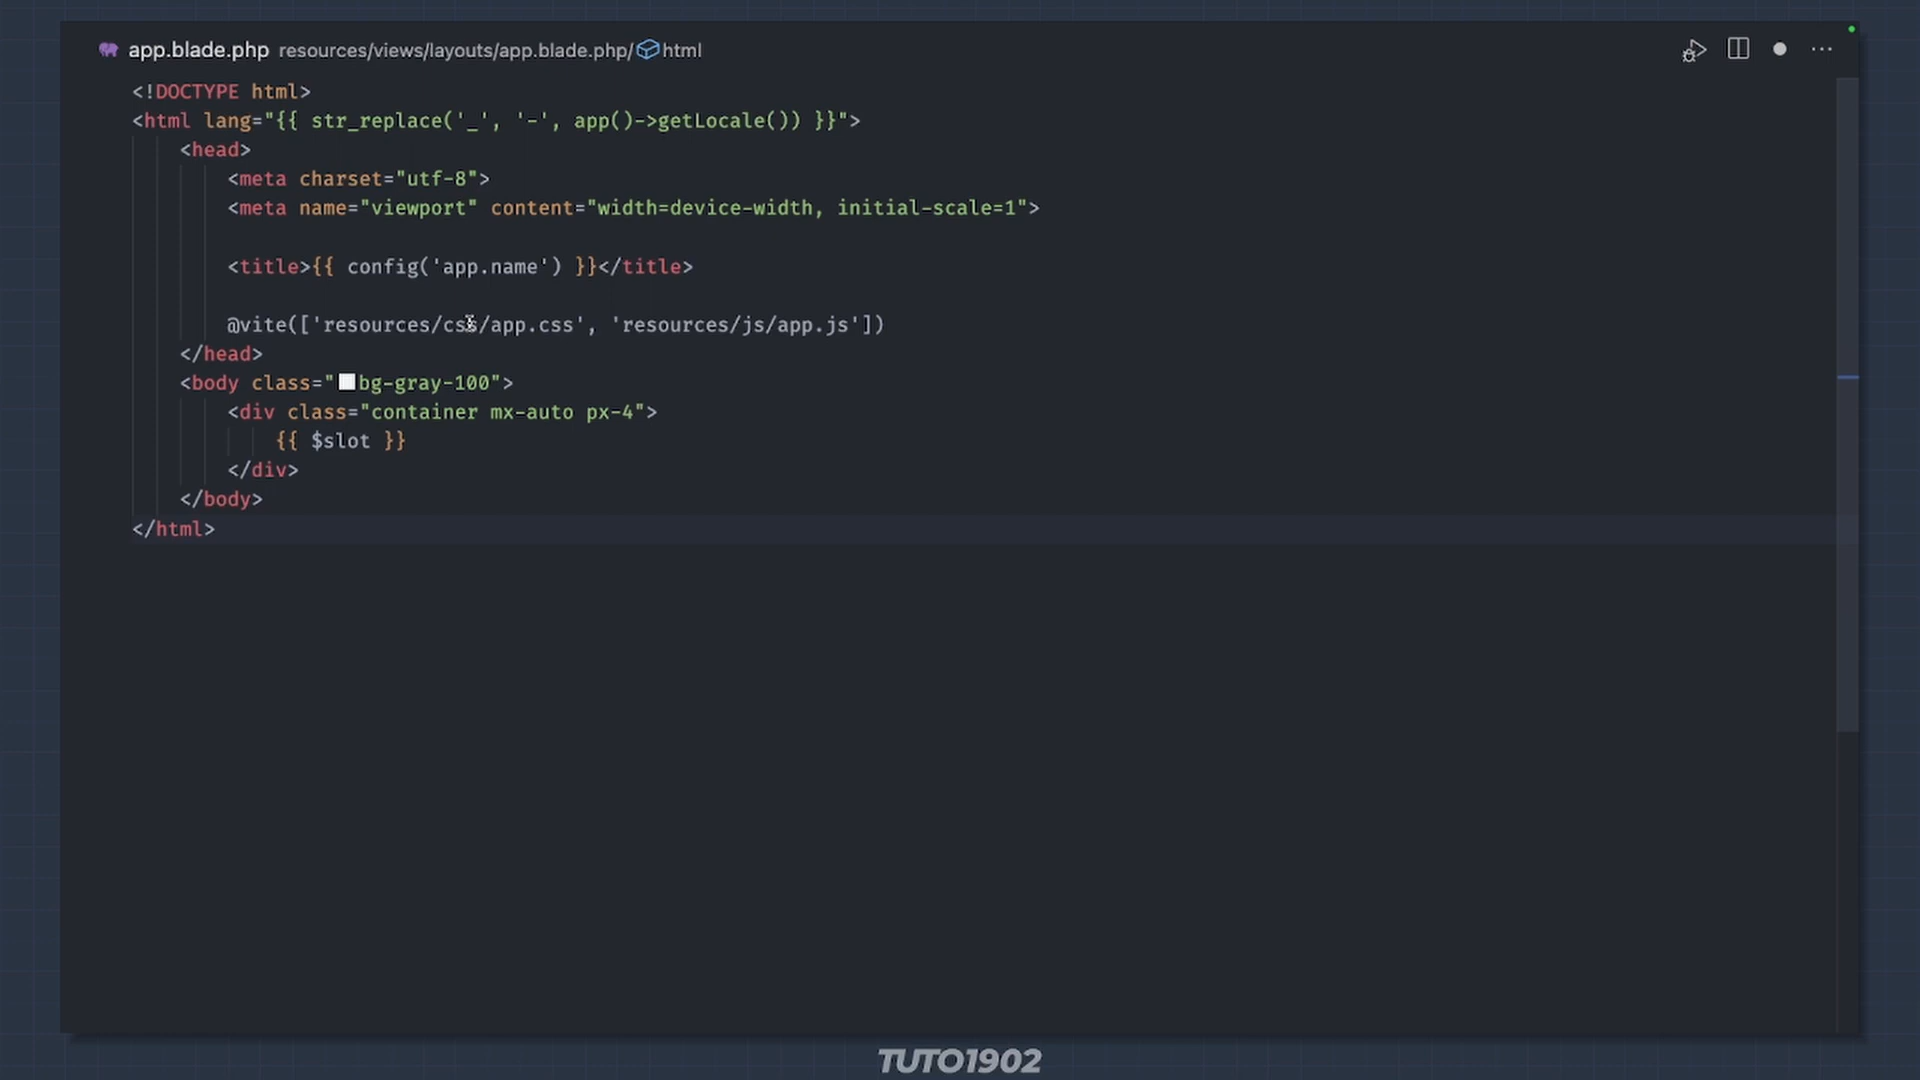 app.blade.php resources/views/layouts/app.blade.php/ html
<!DOCTYPE html>
<html lang="{{ str_replace('_', '-', app()->getLocale()) }}">
<head>
<meta charset="utf-8">
<meta name="viewport" content="width=device-width, initial-scale=1">
<title>{{ config('app.name') }}</title>
@vite(['resources/css/app.css', 'resources/js/app.js'])
</head>
<body class="bg-gray-100">
<div class="container mx-auto px-4">
{{ $slot }}
</div>
</body>
</html>
TUTO1902